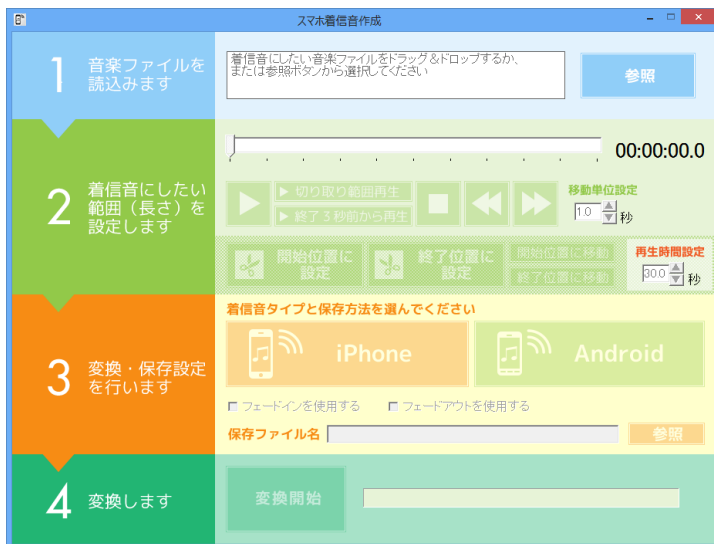 スマホ着信音作成
1
音楽ファイルを
読込みます
着信音にしたい音楽ファイルをドラッグ&ドロップするか、
または参照ボタンから選択してください
参照
2
着信音にしたい
範囲(長さ)を
設定します
00:00:00.0
▶ 切り取り範囲再生
▶ 終了3秒前から再生
移動単位設定
1.0 秒
開始位置に
設定
終了位置に
設定
開始位置に移動
終了位置に移動
再生時間設定
30.0 秒
3
変換・保存設定
を行います
着信音タイプと保存方法を選んでください
iPhone
Android
フェードインを使用する
フェードアウトを使用する
保存ファイル名
参照
4
変換します
変換開始